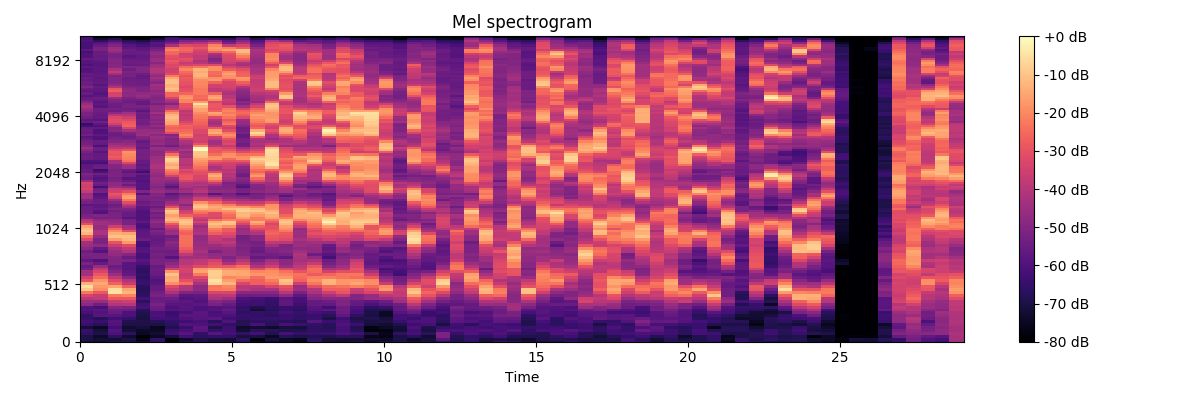 Mel spectrogram
8192
4096
2048
1024
512
0
Hz
0 5 10 15 20 25
Time
+0 dB
-10 dB
-20 dB
-30 dB
-40 dB
-50 dB
-60 dB
-70 dB
-80 dB